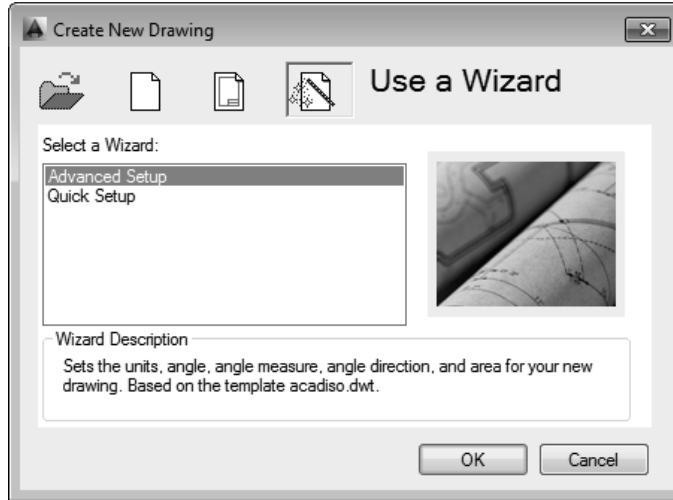 Create New Drawing
Use a Wizard
Select a Wizard:
Advanced Setup
Quick Setup
Wizard Description
Sets the units, angle, angle measure, angle direction, and area for your new
drawing. Based on the template acadiso.dwt.
OK
Cancel